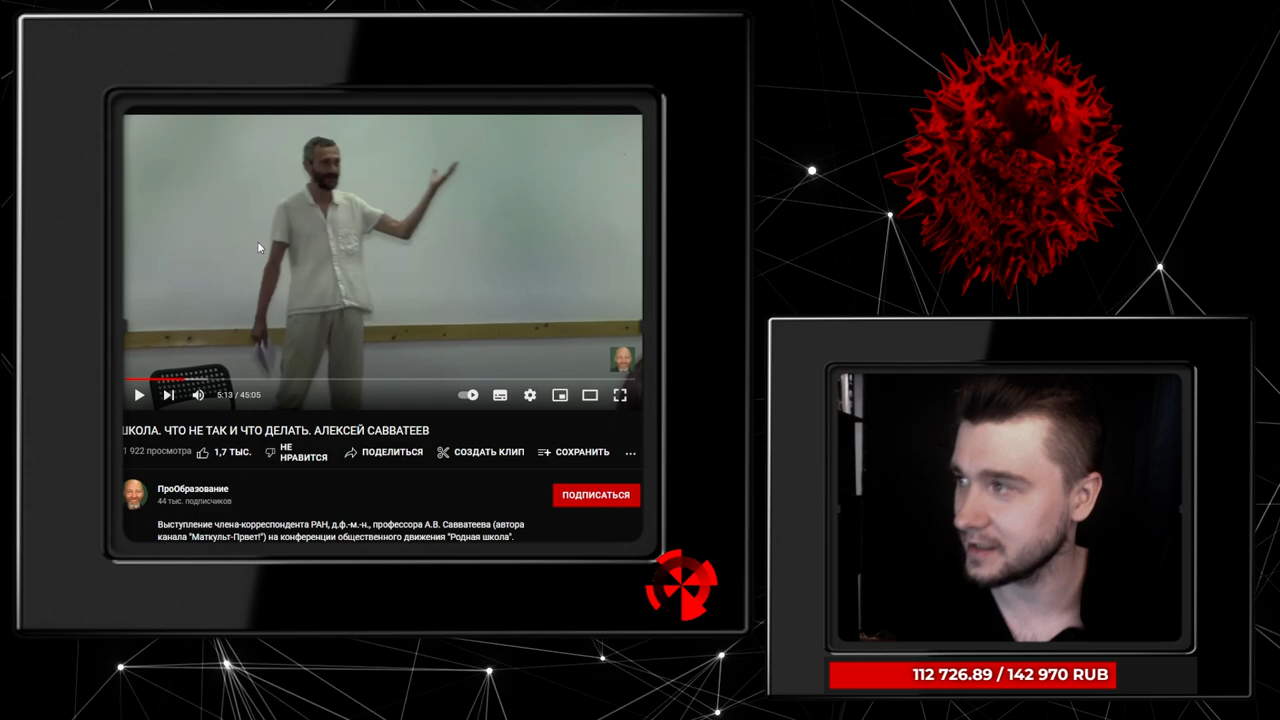 5:13 / 45:05
ШКОЛА. ЧТО НЕ ТАК И ЧТО ДЕЛАТЬ. АЛЕКСЕЙ САВВАТЕЕВ
1 922 просмотра 1,7 ТЫС. НЕ НРАВИТСЯ ПОДЕЛИТЬСЯ СОЗДАТЬ КЛИП СОХРАНИТЬ
ПроОбразование
44 тыс. подписчиков
ПОДПИСАТЬСЯ
Выступление члена-корреспондента РАН, д.ф.-м.-н., профессора А.В. Савватеева (автора
канала "Маткульт-Првет!") на конференции общественного движения "Родная школа".
112 726.89 / 142 970 RUB